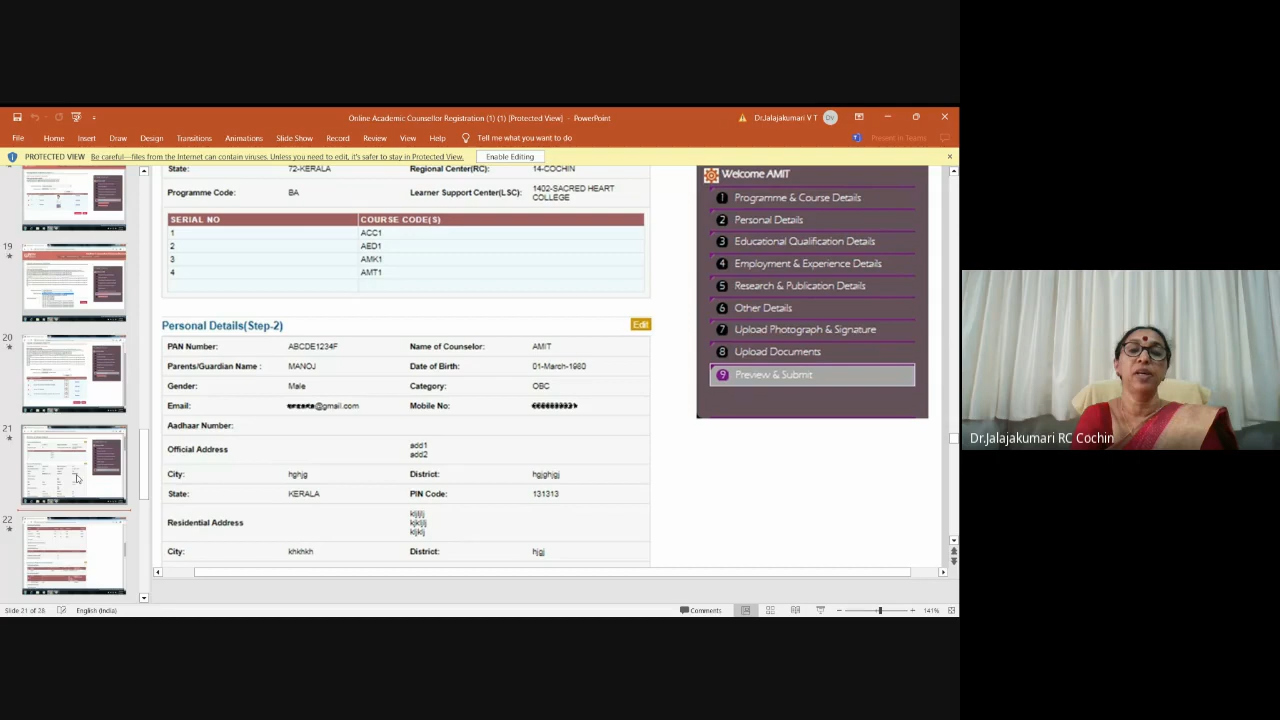 Online Academic Counsellor Registration (1) (1) [Protected View] - PowerPoint
Dr.Jalajakumari V T
DV
File Home Insert Draw Design Transitions Animations Slide Show Record Review View Help Tell me what you want to do
Present in Teams
PROTECTED VIEW Be careful—files from the Internet can contain viruses. Unless you need to edit, it's safer to stay in Protected View.
Enable Editing
19
20
21
22
State: 72-KERALA Regional Center(RC): 14-COCHIN
Programme Code: BA Learner Support Center(LSC): 1402-SACRED HEART
COLLEGE
SERIAL NO COURSE CODE(S)
1 ACC1
2 AED1
3 AMK1
4 AMT1
Personal Details(Step-2) Edit
PAN Number: ABCDE1234F Name of Counselor: AMIT
Parents/Guardian Name : MANOJ Date of Birth: 01-March-1980
Gender: Male Category: OBC
Email: @gmail.com Mobile No:
Aadhaar Number:
Official Address add1
add2
City: hghjg District: hgjghjgj
State: KERALA PIN Code: 131313
Residential Address
City: khkhkh District: hjgj
Welcome AMIT
1 Programme & Course Details
2 Personal Details
3 Educational Qualification Details
4 Employment & Experience Details
5 Research & Publication Details
6 Other Details
7 Upload Photograph & Signature
8 Upload Documents
9 Preview & Submit
Slide 21 of 28 English (India)
Comments
141%
Dr.Jalajakumari RC Cochin